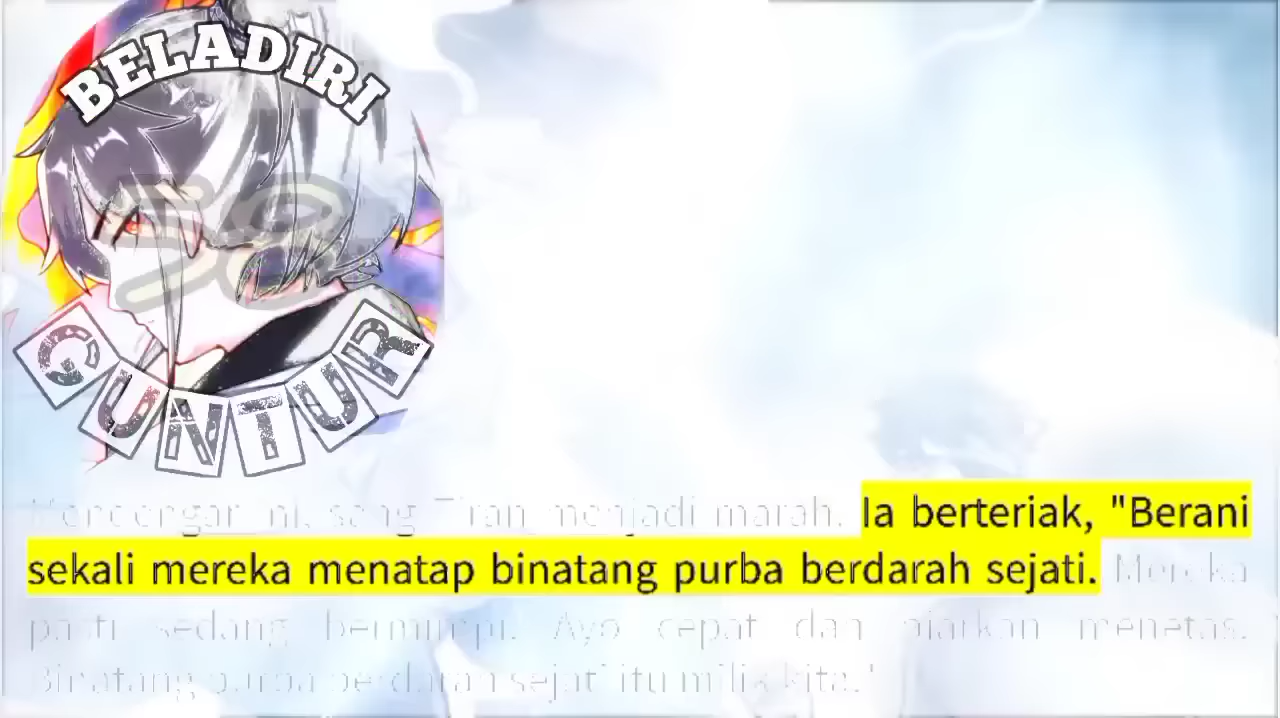 BELADIRI
GUNTUR
Mendengar ini, sang Tiran menjadi marah. Ia berteriak, "Berani
sekali mereka menatap binatang purba berdarah sejati. Mereka
pasti sedang bermimpi. Ayo cepat dan biarkan menetas.
Binatang purba berdarah sejati itu milik kita."